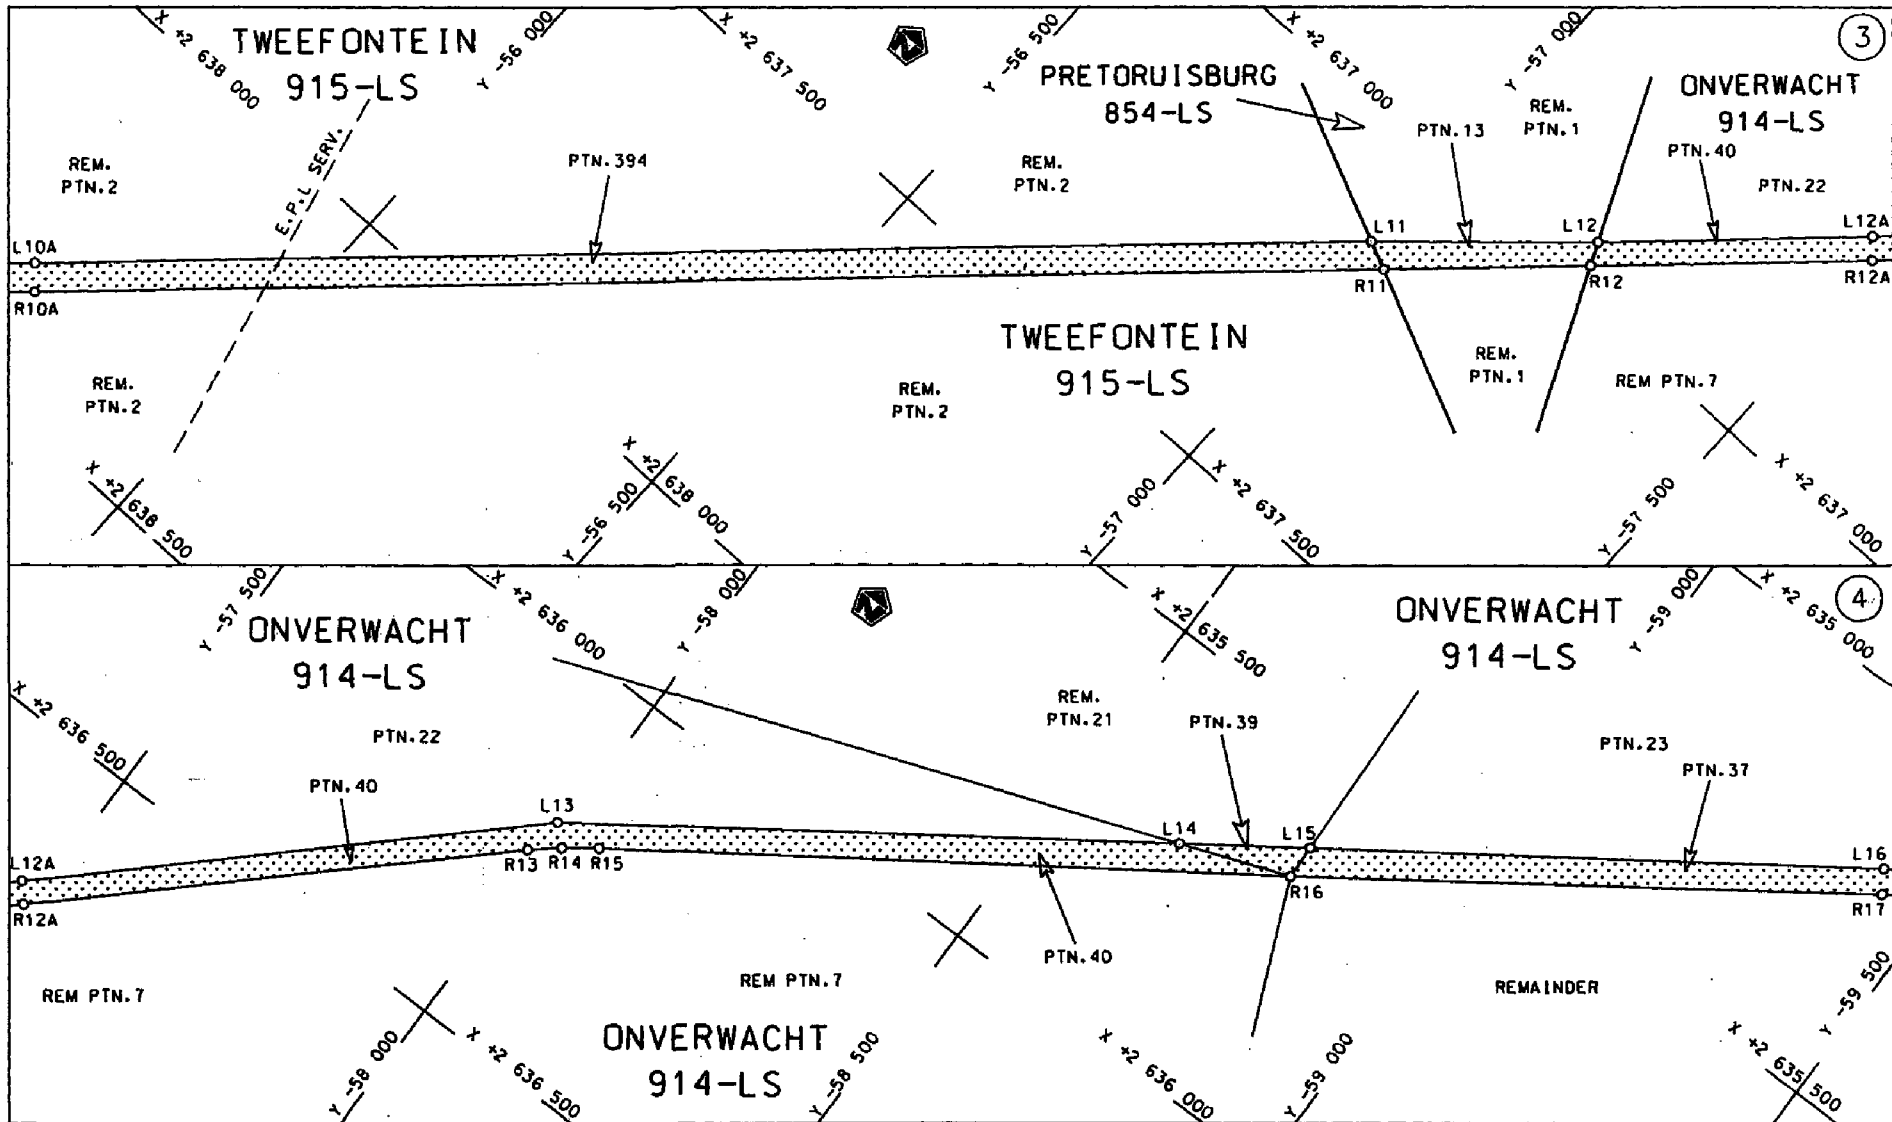 TWEEFONTEIN
915-LS
X +2 638 000
Y -56 000
X +2 637 500
Y -56 500
X +2 637 000
Y -57 000
3
PRETORUISBURG
854-LS
REM.
PTN.1
ONVERWACHT
914-LS
REM.
PTN.2
E.P.L SERV.
PTN.394
REM.
PTN.2
PTN.13
PTN.40
PTN.22
L10A
L11
L12
L12A
R10A
R11
R12
R12A
TWEEFONTEIN
915-LS
REM.
PTN.2
REM.
PTN.2
REM.
PTN.1
REM PTN.7
X +2 638 500
Y -56 500
X +2 638 000
Y -57 000
X +2 637 500
Y -57 500
X +2 637 000
Y -57 500
X +2 636 000
Y -58 000
X +2 635 500
Y -59 000
X +2 635 000
4
ONVERWACHT
914-LS
ONVERWACHT
914-LS
X +2 636 500
PTN.22
REM.
PTN.21
PTN.39
PTN.23
PTN.37
PTN.40
L12A
L13
L14
L15
L16
R12A
R13
R14
R15
R16
R17
PTN.40
REM PTN.7
REM PTN.7
REMAINDER
ONVERWACHT
914-LS
Y -58 000
X +2 636 500
Y -58 500
X +2 636 000
Y -59 000
X +2 635 500
Y -59 500